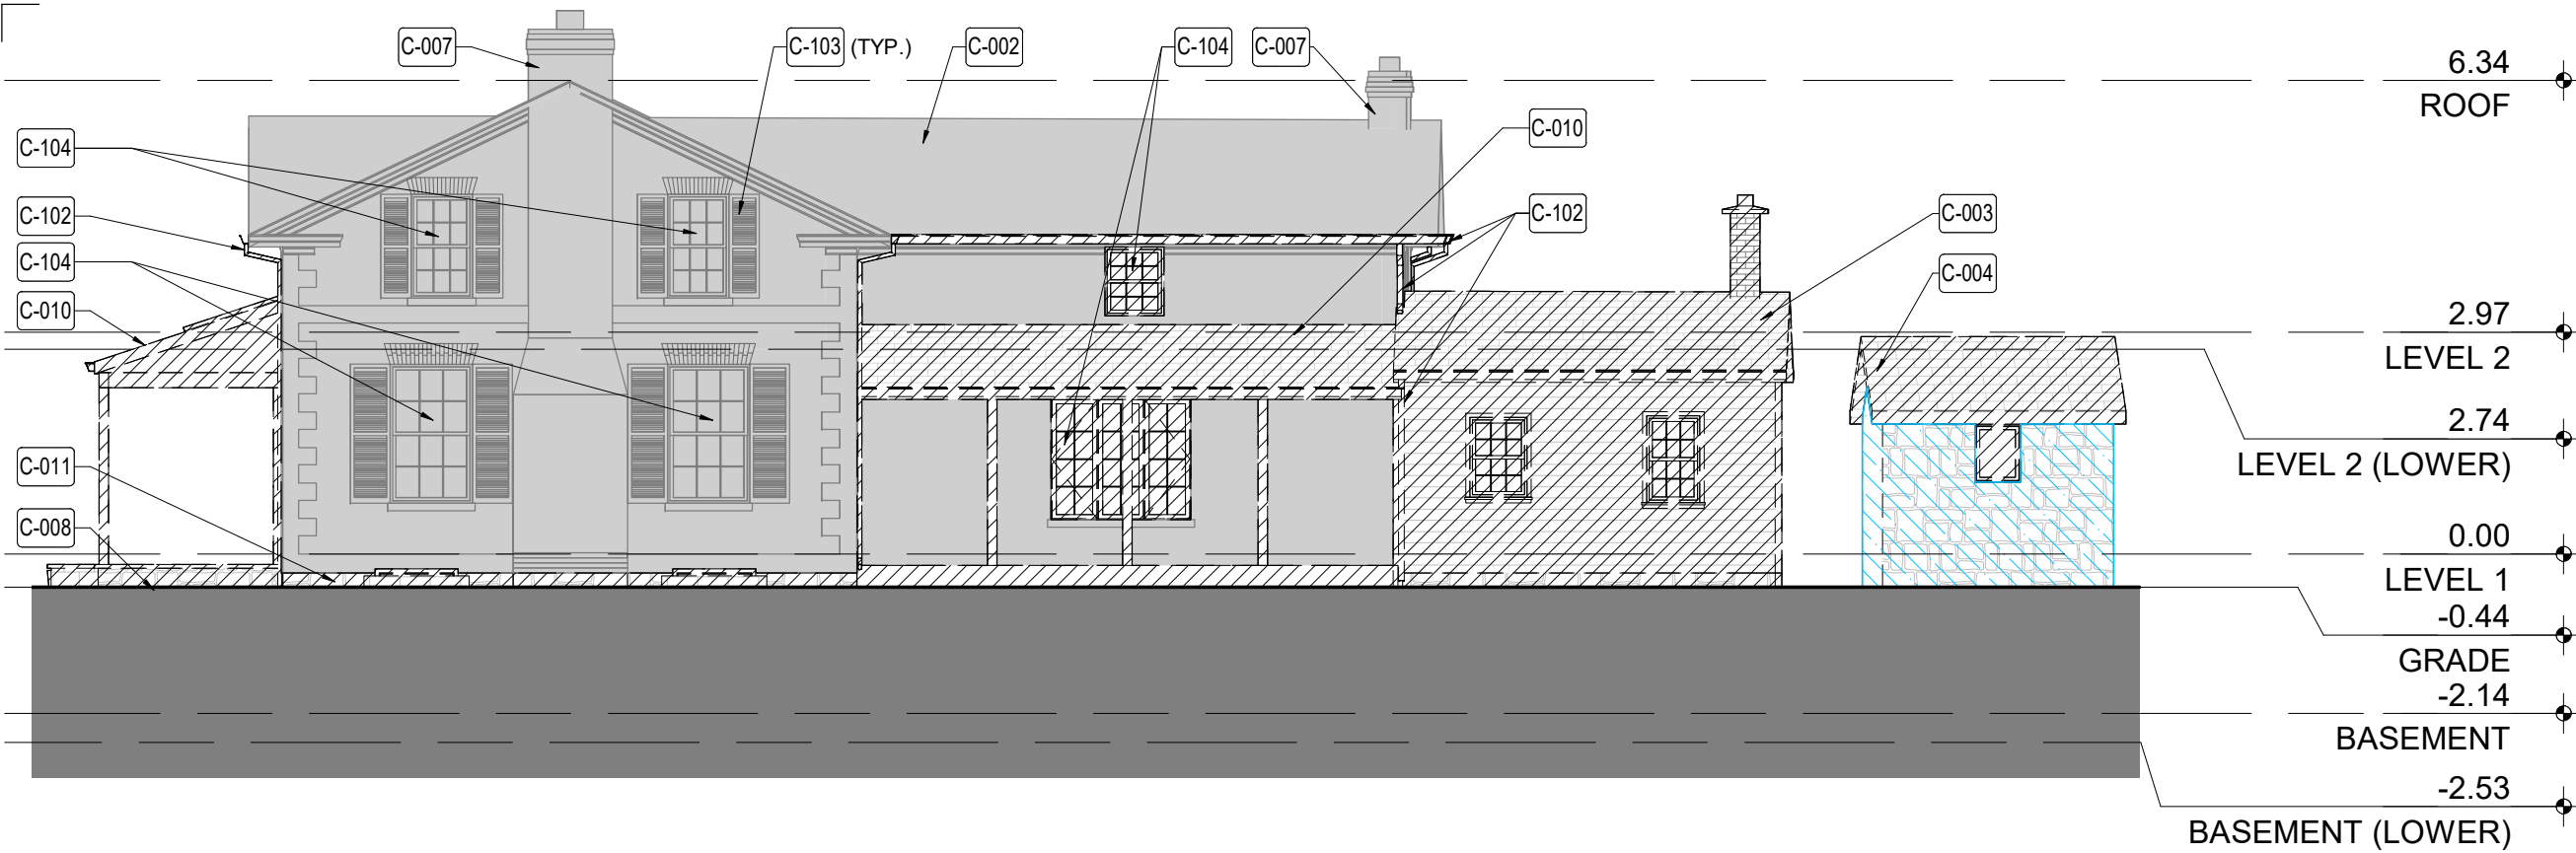 C-007
C-103 (TYP.)
C-002
C-104
C-007
6.34
ROOF
C-104
C-010
C-102
C-102
C-003
C-104
C-004
C-010
2.97
LEVEL 2
2.74
LEVEL 2 (LOWER)
C-011
C-008
0.00
LEVEL 1
-0.44
GRADE
-2.14
BASEMENT
-2.53
BASEMENT (LOWER)